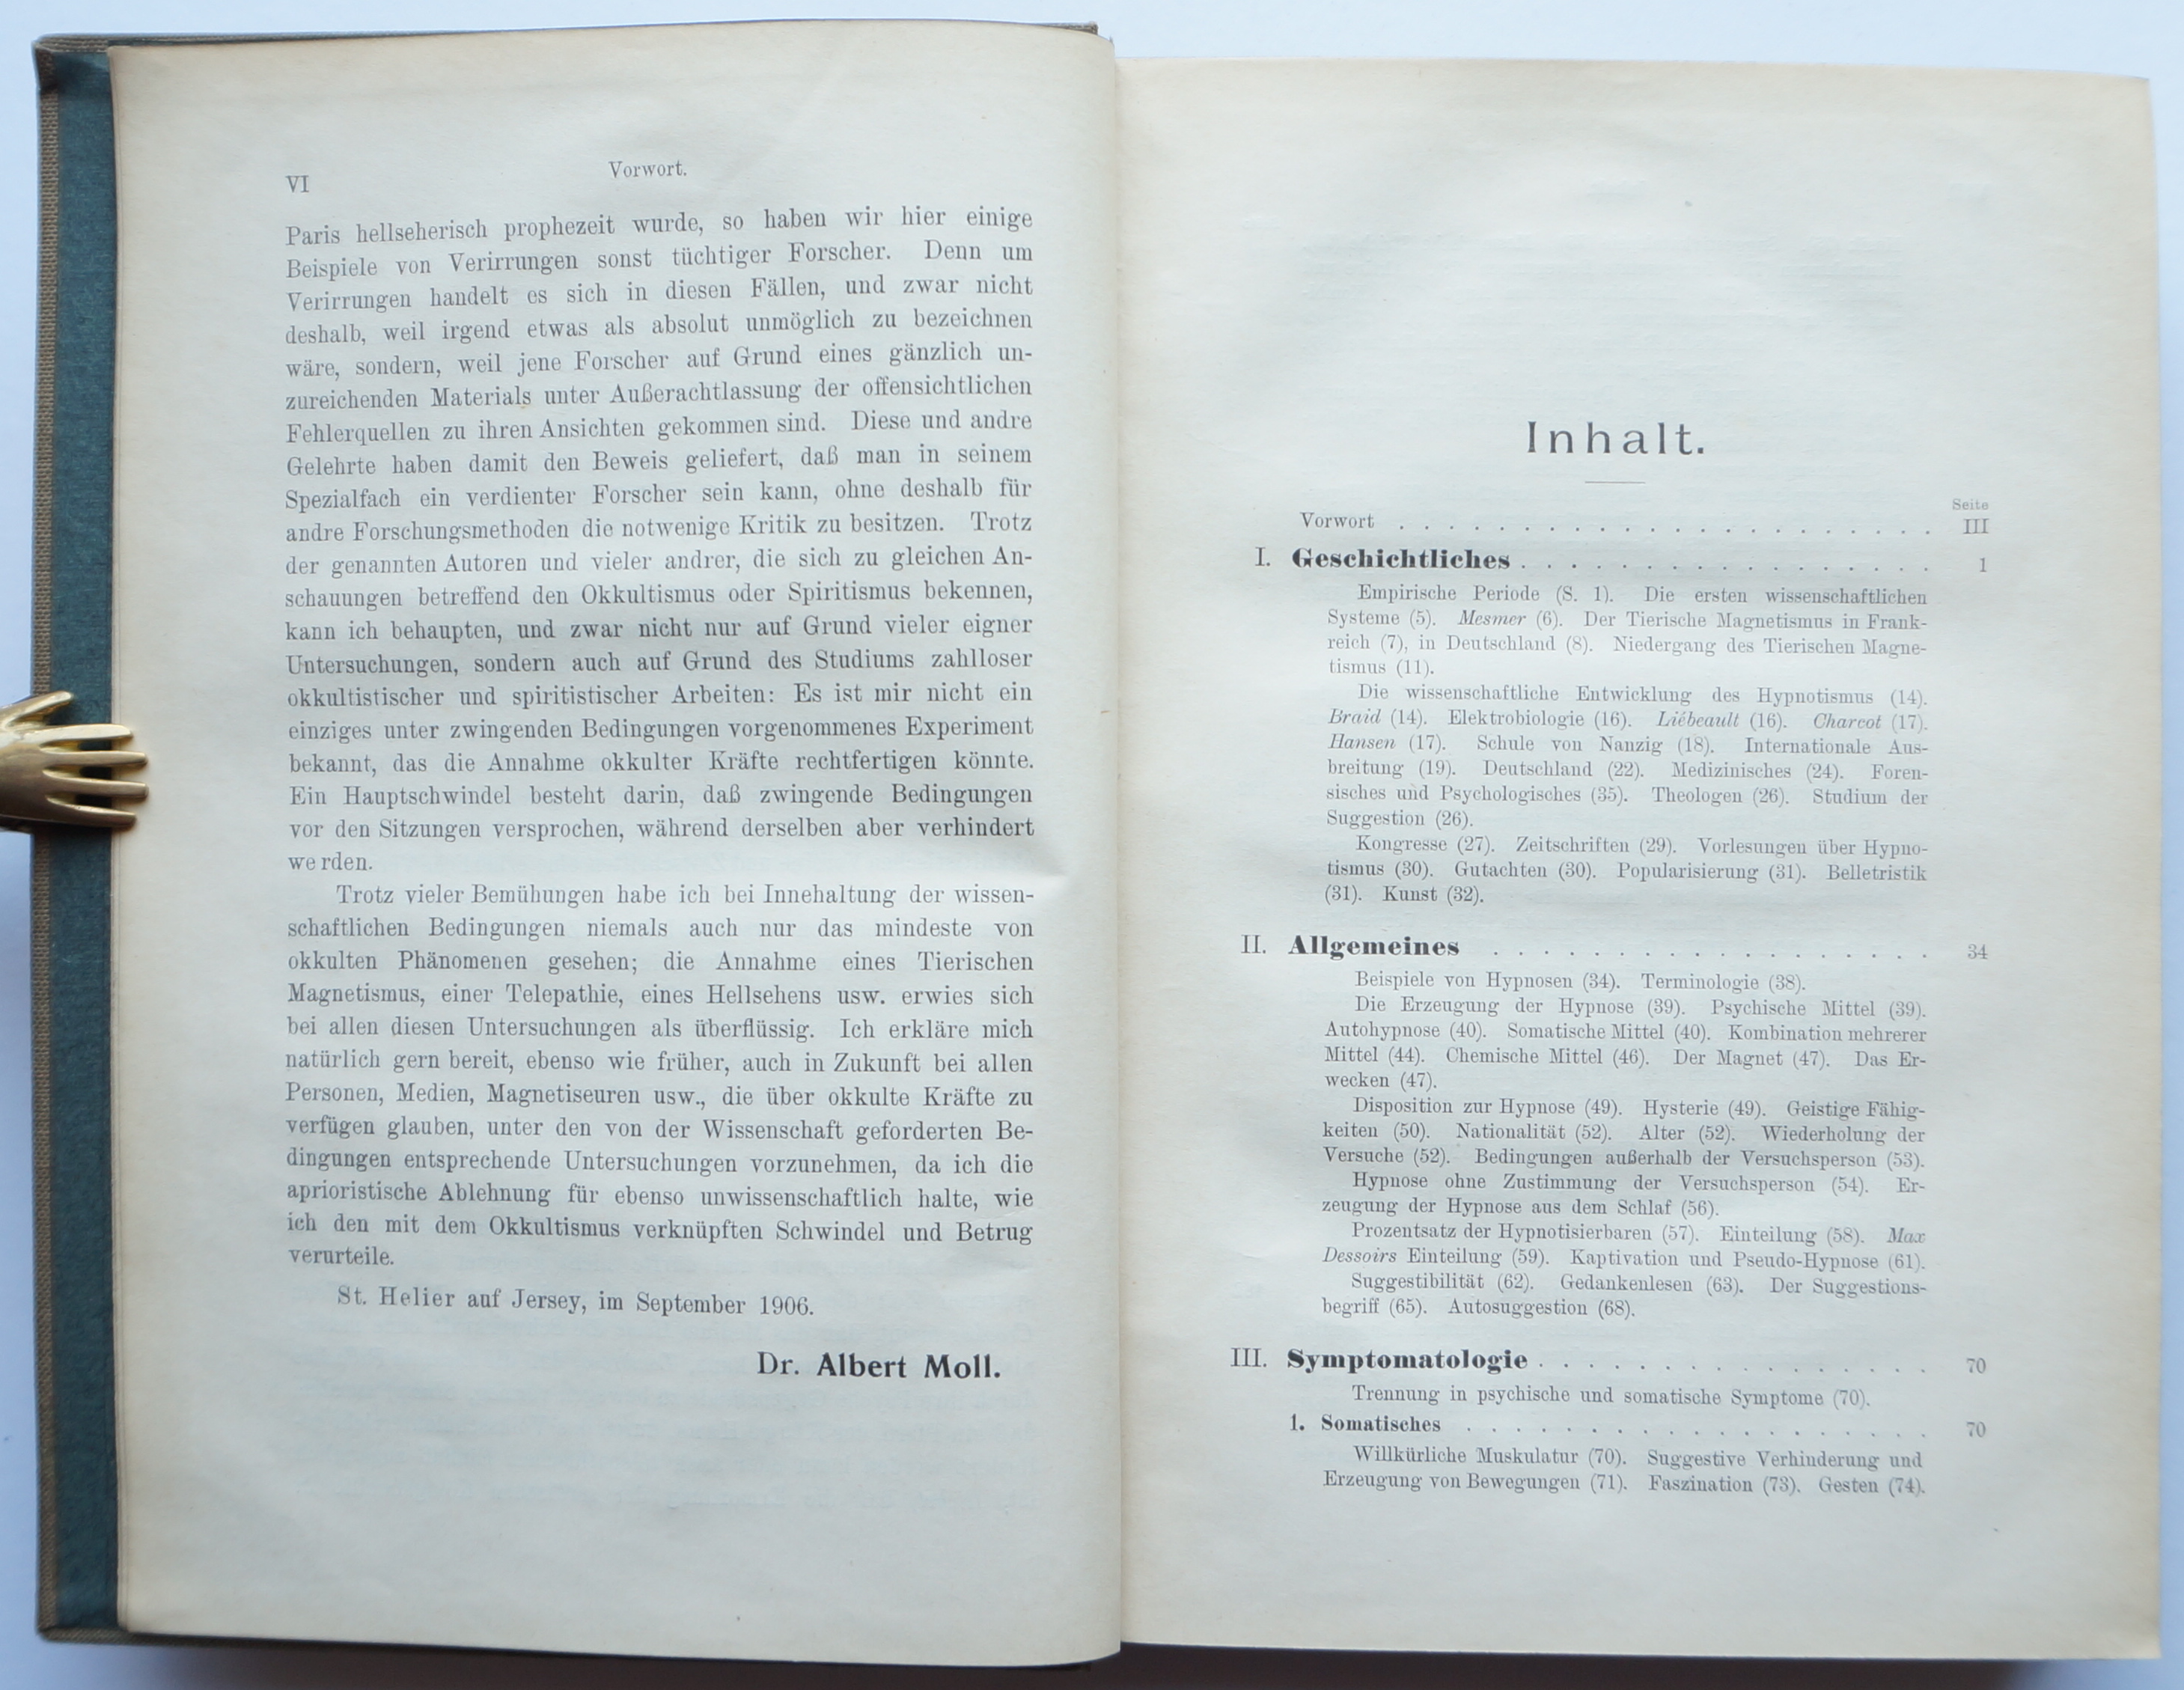 VI
Vorwort.
Paris hellseherisch prophezeit wurde, so haben wir hier einige
Beispiele von Verirrungen sonst tüchtiger Forscher. Denn um
Verirrungen handelt es sich in diesen Fällen, und zwar nicht
deshalb, weil irgend etwas als absolut unmöglich zu bezeichnen
wäre, sondern, weil jene Forscher auf Grund eines gänzlich un-
zureichenden Materials unter Außerachtlassung der offensichtlichen
Fehlerquellen zu ihren Ansichten gekommen sind. Diese und andre
Gelehrte haben damit den Beweis geliefert, daß man in seinem
Spezialfach ein verdienter Forscher sein kann, ohne deshalb für
andre Forschungsmethoden die notwenige Kritik zu besitzen. Trotz
der genannten Autoren und vieler andrer, die sich zu gleichen An-
schauungen betreffend den Okkultismus oder Spiritismus bekennen,
kann ich behaupten, und zwar nicht nur auf Grund vieler eigner
Untersuchungen, sondern auch auf Grund des Studiums zahlloser
okkultistischer und spiritistischer Arbeiten: Es ist mir nicht ein
einziges unter zwingenden Bedingungen vorgenommenes Experiment
bekannt, das die Annahme okkulter Kräfte rechtfertigen könnte.
Ein Hauptschwindel besteht darin, daß zwingende Bedingungen
vor den Sitzungen versprochen, während derselben aber verhindert
we rden.
Trotz vieler Bemühungen habe ich bei Innehaltung der wissen-
schaftlichen Bedingungen niemals auch nur das mindeste von
okkulten Phänomenen gesehen; die Annahme eines Tierischen
Magnetismus, einer Telepathie, eines Hellsehens usw. erwies sich
bei allen diesen Untersuchungen als überflüssig. Ich erkläre mich
natürlich gern bereit, ebenso wie früher, auch in Zukunft bei allen
Personen, Medien, Magnetiseuren usw., die über okkulte Kräfte zu
verfügen glauben, unter den von der Wissenschaft geforderten Be-
dingungen entsprechende Untersuchungen vorzunehmen, da ich die
aprioristische Ablehnung für ebenso unwissenschaftlich halte, wie
ich den mit dem Okkultismus verknüpften Schwindel und Betrug
verurteile.
St. Helier auf Jersey, im September 1906.
Dr. Albert Moll.
Inhalt.
Seite
Vorwort . . . . . . . . . . . . . . . . . . . . . . III
I. Geschichtliches . . . . . . . . . . . . . . . . . 1
Empirische Periode (S. 1). Die ersten wissenschaftlichen
Systeme (5). Mesmer (6). Der Tierische Magnetismus in Frank-
reich (7), in Deutschland (8). Niedergang des Tierischen Magne-
tismus (11).
Die wissenschaftliche Entwicklung des Hypnotismus (14).
Braid (14). Elektrobiologie (16). Liébeault (16). Charcot (17).
Hansen (17). Schule von Nanzig (18). Internationale Aus-
breitung (19). Deutschland (22). Medizinisches (24). Foren-
sisches und Psychologisches (35). Theologen (26). Studium der
Suggestion (26).
Kongresse (27). Zeitschriften (29). Vorlesungen über Hypno-
tismus (30). Gutachten (30). Popularisierung (31). Belletristik
(31). Kunst (32).
II. Allgemeines . . . . . . . . . . . . . . . . . . 34
Beispiele von Hypnosen (34). Terminologie (38).
Die Erzeugung der Hypnose (39). Psychische Mittel (39).
Autohypnose (40). Somatische Mittel (40). Kombination mehrerer
Mittel (44). Chemische Mittel (46). Der Magnet (47). Das Er-
wecken (47).
Disposition zur Hypnose (49). Hysterie (49). Geistige Fähig-
keiten (50). Nationalität (52). Alter (52). Wiederholung der
Versuche (52). Bedingungen außerhalb der Versuchsperson (53).
Hypnose ohne Zustimmung der Versuchsperson (54). Er-
zeugung der Hypnose aus dem Schlaf (56).
Prozentsatz der Hypnotisierbaren (57). Einteilung (58). Max
Dessoirs Einteilung (59). Kaptivation und Pseudo-Hypnose (61).
Suggestibilität (62). Gedankenlesen (63). Der Suggestions-
begriff (65). Autosuggestion (68).
III. Symptomatologie . . . . . . . . . . . . . . . . 70
Trennung in psychische und somatische Symptome (70).
1. Somatisches . . . . . . . . . . . . . . . . . . . 70
Willkürliche Muskulatur (70). Suggestive Verhinderung und
Erzeugung von Bewegungen (71). Faszination (73). Gesten (74).